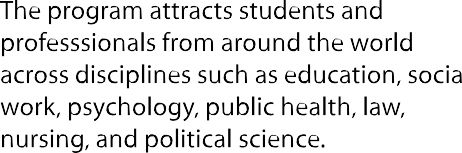 The program attracts students and
professsionals from around the world
across disciplines such as education, socia
work, psychology, public health, law,
nursing, and political science.